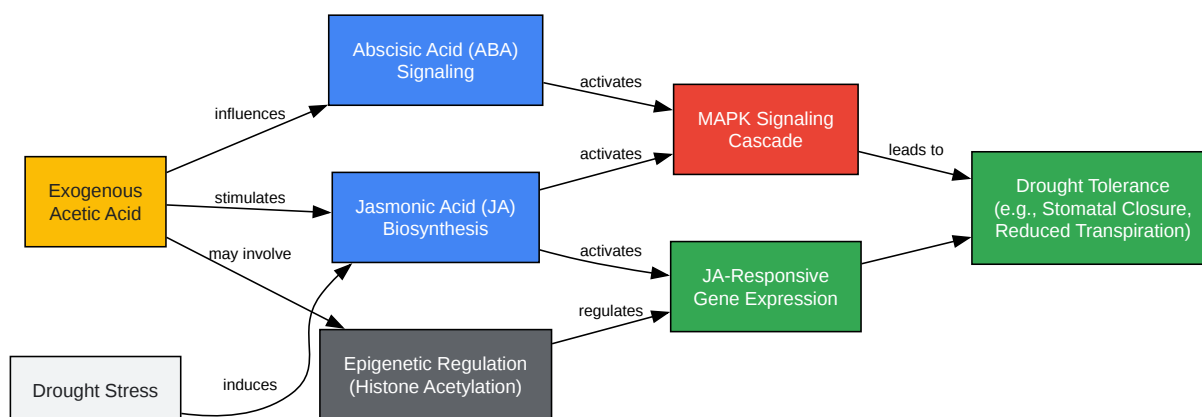 Abscisic Acid (ABA)
Signaling
activates
influences
MAPK Signaling
Cascade
activates
leads to
Exogenous
Acetic Acid
stimulates
Jasmonic Acid (JA)
Biosynthesis
Drought Tolerance
(e.g., Stomatal Closure,
Reduced Transpiration)
may involve
activates
JA-Responsive
Gene Expression
regulates
Epigenetic Regulation
(Histone Acetylation)
Drought Stress
induces